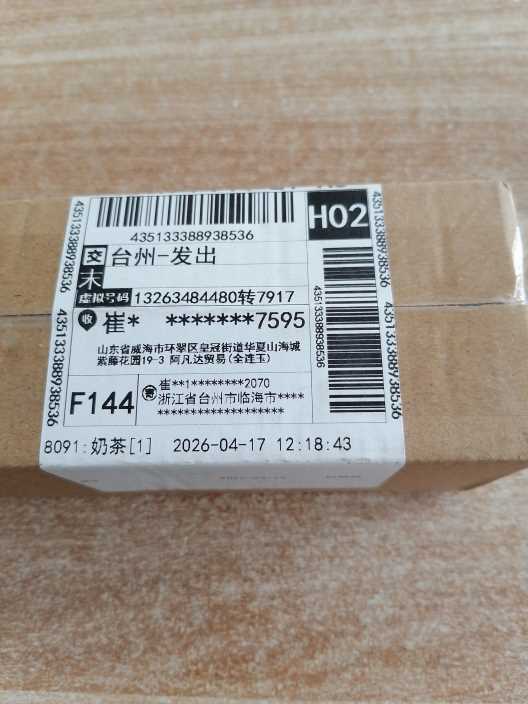 435133388938536
H02
交 台州-发出
末
虚拟号码 13263484480转7917
收 崔* *******7595
山东省威海市环翠区皇冠街道华夏山海城
紫藤花园19-3 阿凡达贸易(全连玉)
F144
寄 崔**1********2070
浙江省台州市临海市****
********************
8091:奶茶[1] 2026-04-17 12:18:43
435133388938536
435133388938536
435133388938536
435133388938536
435133388938536